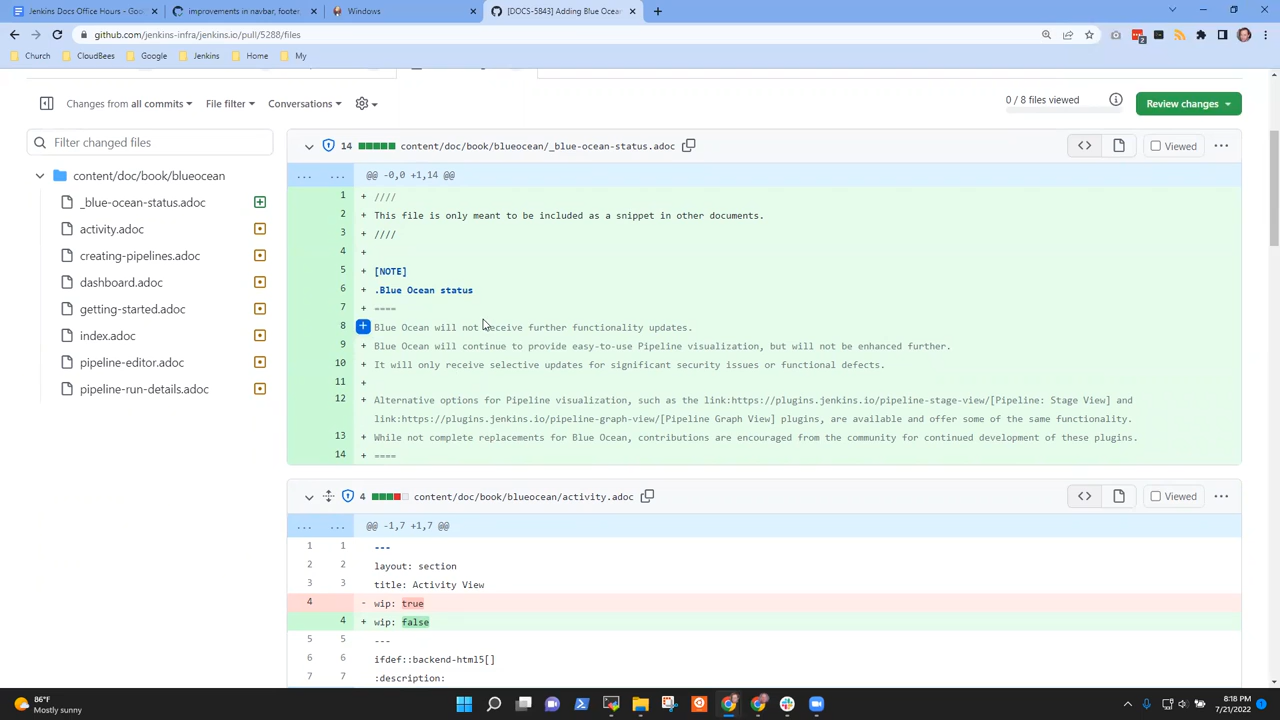 Jenkins Docs Office Hours - Goo
improvements in navbar, footer,
Windows
[DOCS-5843] Adding Blue Ocean
github.com/jenkins-infra/jenkins.io/pull/5288/files
2
Church
CloudBees
Google
Jenkins
Home
My
Changes from all commits
File filter
Conversations
0 / 8 files viewed
Review changes
Filter changed files
content/doc/book/blueocean
_blue-ocean-status.adoc
activity.adoc
creating-pipelines.adoc
dashboard.adoc
getting-started.adoc
index.adoc
pipeline-editor.adoc
pipeline-run-details.adoc
14 content/doc/book/blueocean/_blue-ocean-status.adoc
Viewed
... ... @@ -0,0 +1,14 @@
1 + ////
2 + This file is only meant to be included as a snippet in other documents.
3 + ////
4 +
5 + [NOTE]
6 + .Blue Ocean status
7 + ====
8 + Blue Ocean will not receive further functionality updates.
9 + Blue Ocean will continue to provide easy-to-use Pipeline visualization, but will not be enhanced further.
10 + It will only receive selective updates for significant security issues or functional defects.
11 +
12 + Alternative options for Pipeline visualization, such as the link:https://plugins.jenkins.io/pipeline-stage-view/[Pipeline: Stage View] and
link:https://plugins.jenkins.io/pipeline-graph-view/[Pipeline Graph View] plugins, are available and offer some of the same functionality.
13 + While not complete replacements for Blue Ocean, contributions are encouraged from the community for continued development of these plugins.
14 + ====
4 content/doc/book/blueocean/activity.adoc
Viewed
... ... @@ -1,7 +1,7 @@
1 1 ---
2 2 layout: section
3 3 title: Activity View
4 - wip: true
4 + wip: false
5 5 ---
6 6 ifdef::backend-html5[]
7 7 :description:
86°F
Mostly sunny
8:18 PM
7/21/2022